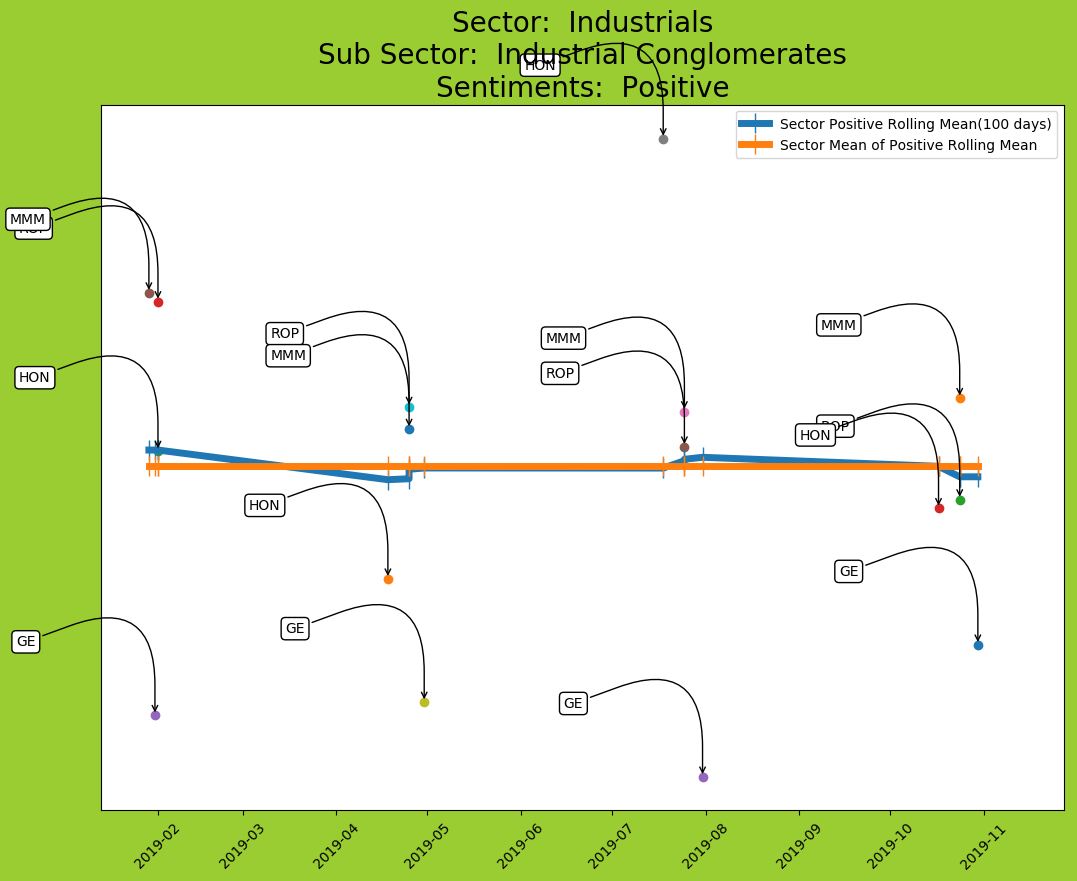 Sector:  Industrials
Sub Sector:  Industrial Conglomerates
Sentiments:  Positive
HON
Sector Positive Rolling Mean(100 days)
Sector Mean of Positive Rolling Mean
MMM
ROP
MMM
ROP
MMM
ROP
MMM
HON
ROP
HON
HON
GE
GE
GE
GE
2019-02
2019-03
2019-04
2019-05
2019-06
2019-07
2019-08
2019-09
2019-10
2019-11